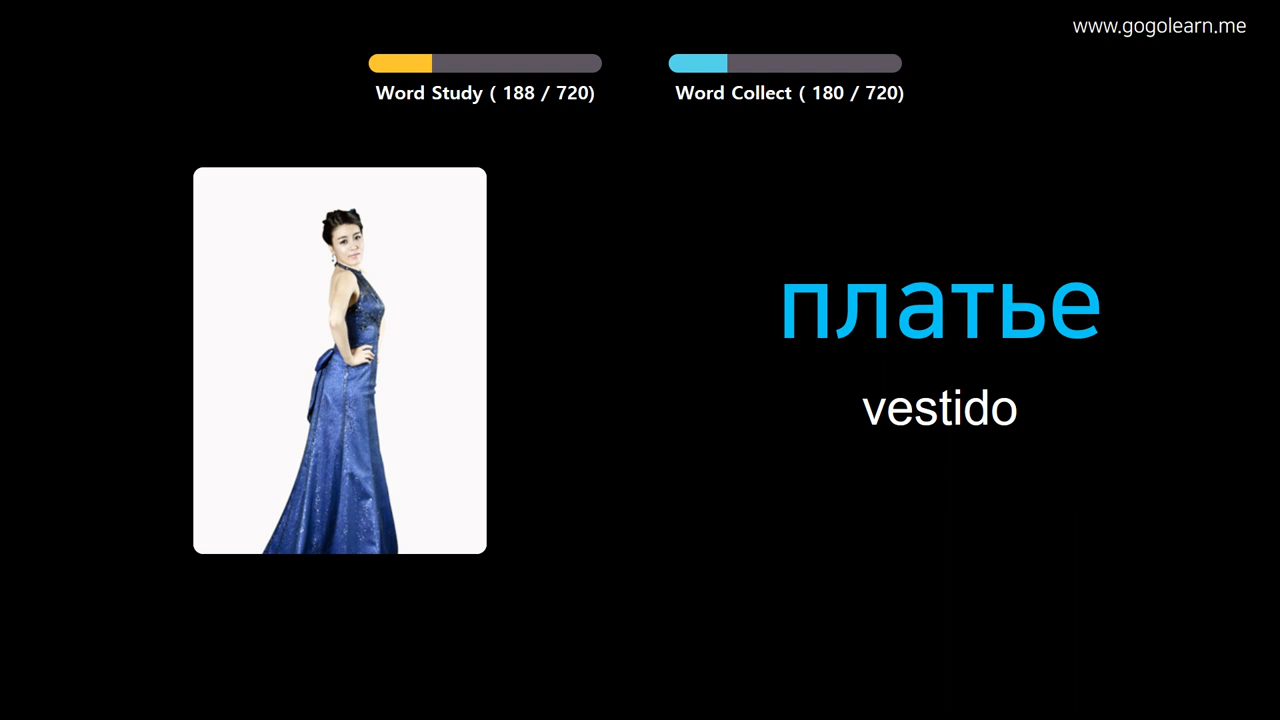 www.gogolearn.me
Word Study ( 188 / 720)
Word Collect ( 180 / 720)
платье
vestido